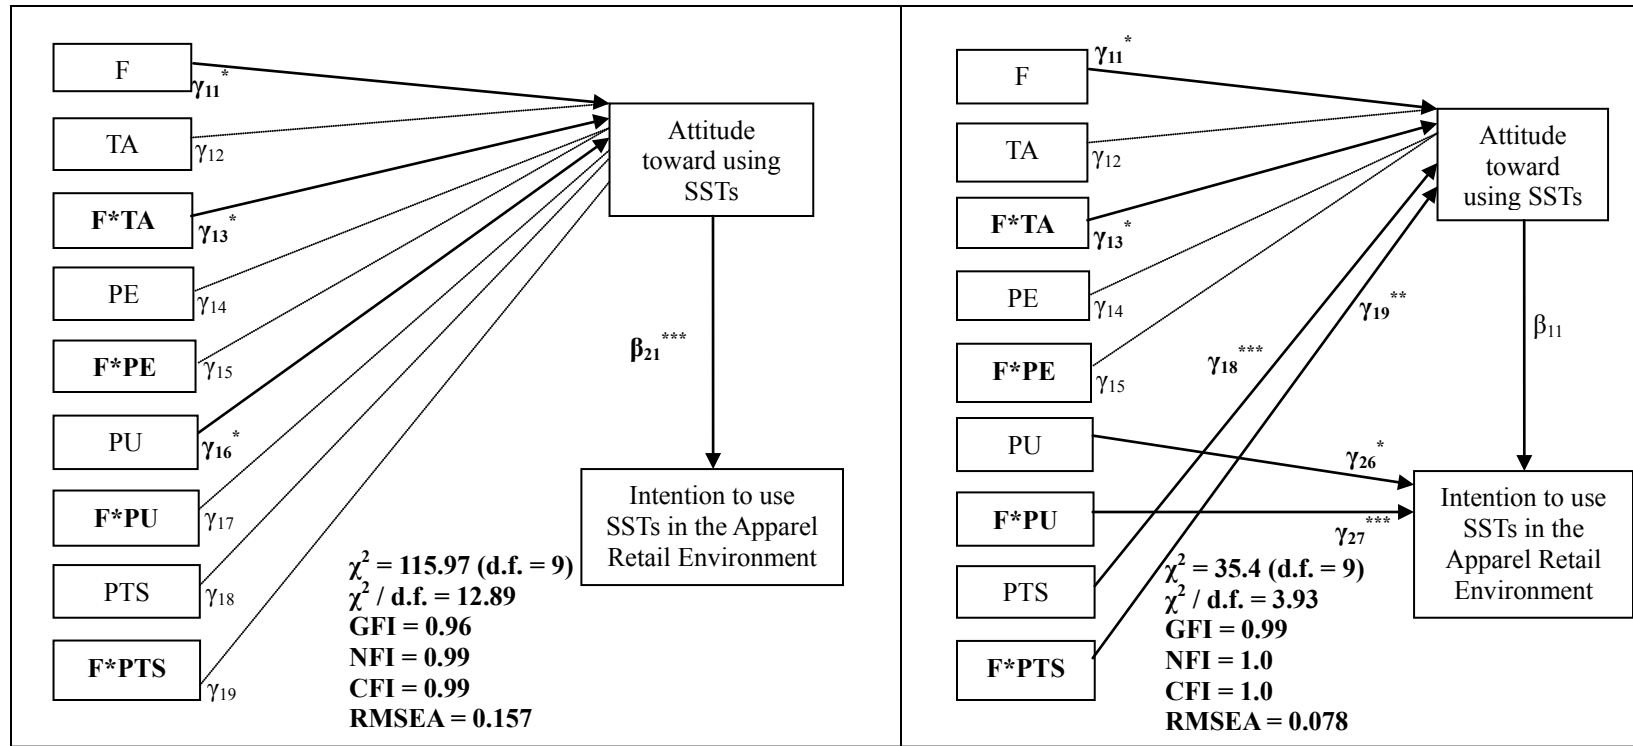 F
γ11*
TA
γ12
F*TA
γ13*
PE
γ14
F*PE
γ15
PU
γ16*
F*PU
γ17
PTS
γ18
F*PTS
γ19
Attitude
toward using
SSTs
β21***
Intention to use
SSTs in the Apparel
Retail Environment
χ² = 115.97 (d.f. = 9)
χ² / d.f. = 12.89
GFI = 0.96
NFI = 0.99
CFI = 0.99
RMSEA = 0.157
F
γ11*
TA
γ12
F*TA
γ13*
PE
γ14
F*PE
γ15
PU
γ26*
F*PU
γ27***
PTS
γ18***
F*PTS
γ19**
Attitude
toward
using SSTs
β11
Intention to use
SSTs in the
Apparel Retail
Environment
χ² = 35.4 (d.f. = 9)
χ² / d.f. = 3.93
GFI = 0.99
NFI = 1.0
CFI = 1.0
RMSEA = 0.078